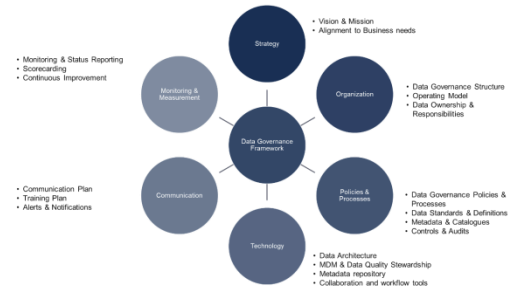 Strategy
• Vision & Mission
• Alignment to Business needs
Organization
• Data Governance Structure
• Operating Model
• Data Ownership &
Responsibilities
Policies &
Processes
• Data Governance Policies &
Processes
• Data Standards & Definitions
• Metadata & Catalogues
• Controls & Audits
Technology
• Data Architecture
• MDM & Data Quality Stewardship
• Metadata repository
• Collaboration and workflow tools
Communication
• Communication Plan
• Training Plan
• Alerts & Notifications
Monitoring &
Measurement
• Monitoring & Status Reporting
• Scorecarding
• Continuous Improvement
Data Governance
Framework